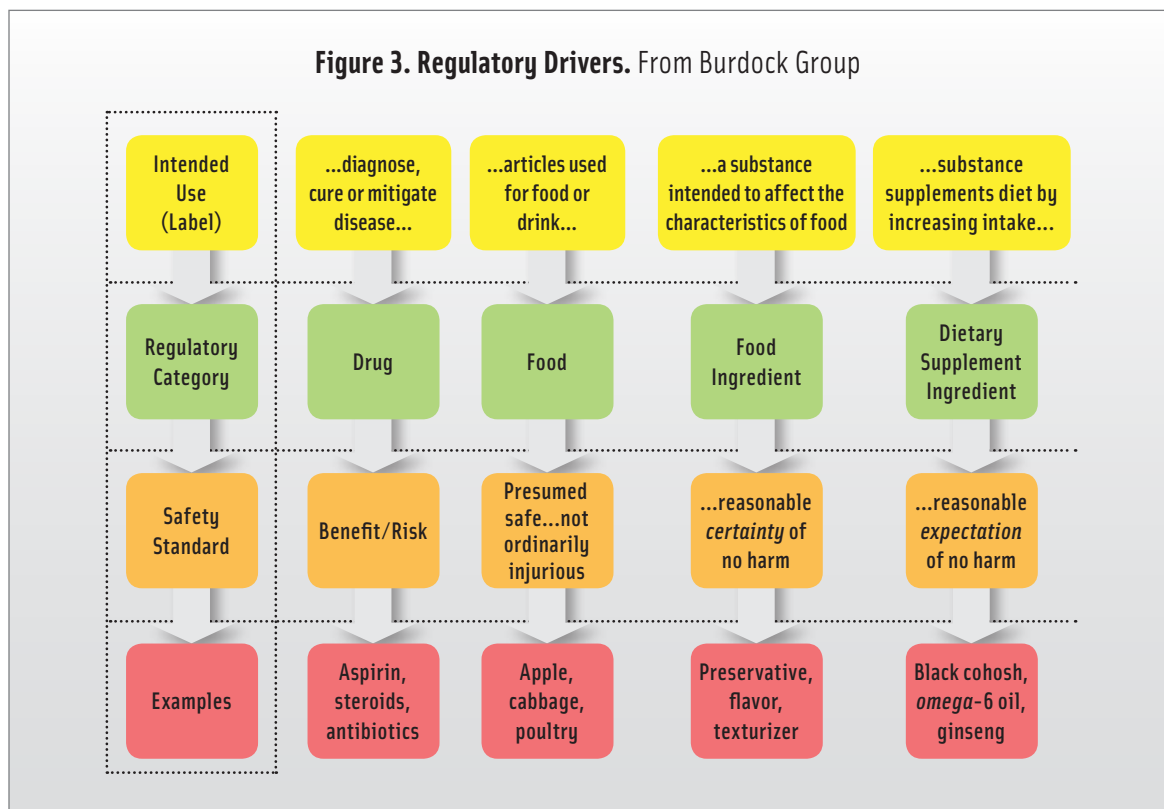 Figure 3. Regulatory Drivers. From Burdock Group
Intended
Use
(Label)
...diagnose,
cure or mitigate
disease...
...articles used
for food or
drink...
...a substance
intended to affect the
characteristics of food
...substance
supplements diet by
increasing intake...
Regulatory
Category
Drug
Food
Food
Ingredient
Dietary
Supplement
Ingredient
Safety
Standard
Benefit/Risk
Presumed
safe...not
ordinarily
injurious
...reasonable
certainty of
no harm
...reasonable
expectation
of no harm
Examples
Aspirin,
steroids,
antibiotics
Apple,
cabbage,
poultry
Preservative,
flavor,
texturizer
Black cohosh,
omega-6 oil,
ginseng